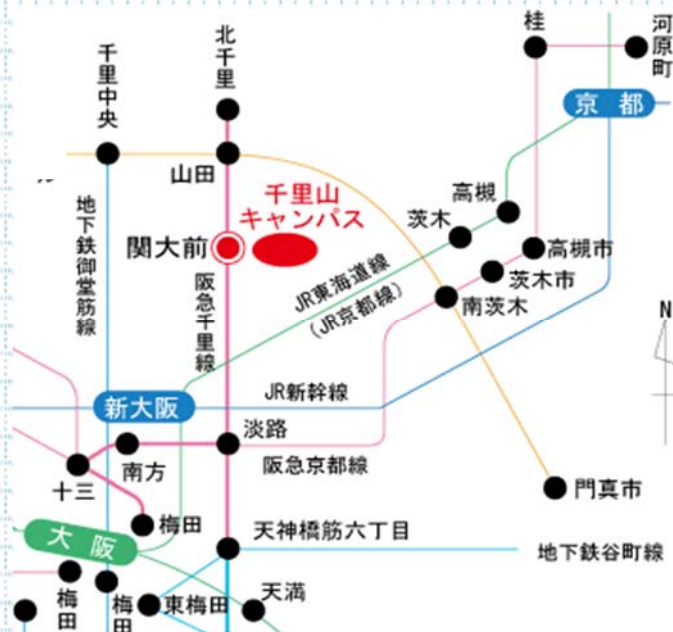 北千里
千里中央
桂
河原町
京都
山田
千里山
キャンパス
高槻
茨木
関大前
高槻市
茨木市
南茨木
地下鉄御堂筋線
阪急千里線
JR東海道線
(JR京都線)
N
新大阪
JR新幹線
淡路
阪急京都線
南方
十三
門真市
梅田
大阪
天神橋筋六丁目
地下鉄谷町線
梅田
梅田
東梅田
天満